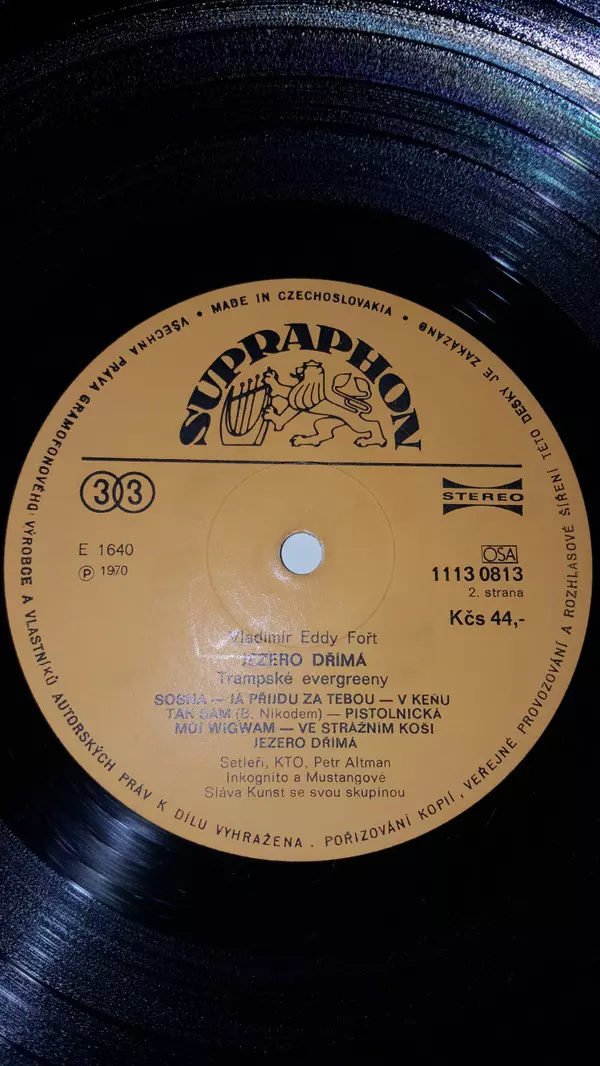 VŠECHNA PRÁVA GRAMOFONOVÉHO VÝROBCE A VLASTNÍKŮ AUTORSKÝCH PRÁV K DÍLU VYHRAŽENA . POŘIZOVÁNÍ KOPIÍ, VEŘEJNÉ PROVOZOVÁNÍ A ROZHLASOVÉ ŠÍŘENÍ TÉTO DESKY JE ZAKÁZÁNO • MADE IN CZECHOSLOVAKIA •
SUPRAPHON
33
STEREO
E 1640
Ⓟ 1970
OSA
1113 0813
2. strana
Kčs 44,-
Vladimír Eddy Fořt
JEZERO DŘÍMÁ
Trampské evergreeny
SOSNA — JÁ PŘIJDU ZA TEBOU — V KEŇU
TAK SÁM (B. Nikodem) — PISTOLNICKÁ
MŮJ WIGWAM — VE STRÁŽNÍM KOŠI
JEZERO DŘÍMÁ
Setleři, KTO, Petr Altman
Inkognito a Mustangové
Sláva Kunst se svou skupinou